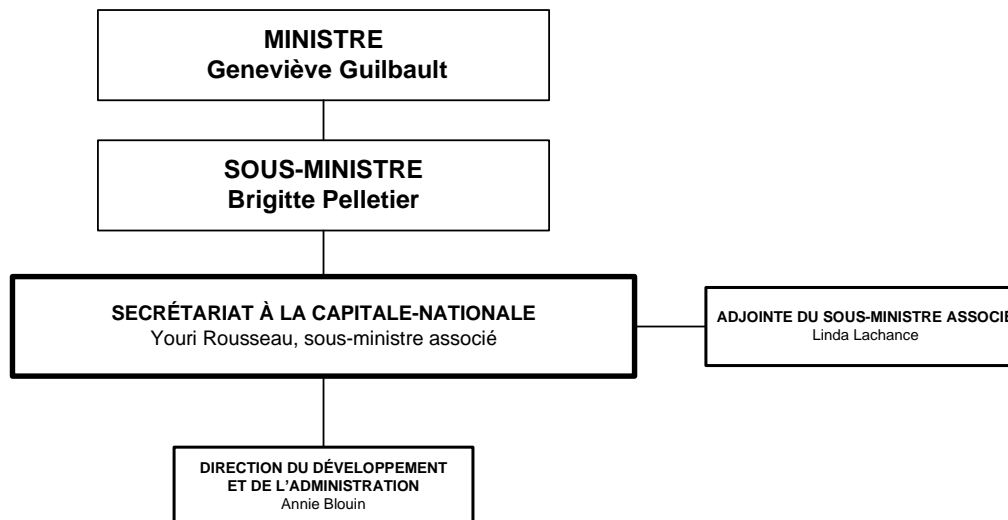 MINISTRE
Geneviève Guilbault
SOUS-MINISTRE
Brigitte Pelletier
SECRÉTARIAT À LA CAPITALE-NATIONALE
Youri Rousseau, sous-ministre associé
ADJOINTE DU SOUS-MINISTRE ASSOCIÉ
Linda Lachance
DIRECTION DU DÉVELOPPEMENT
ET DE L'ADMINISTRATION
Annie Blouin